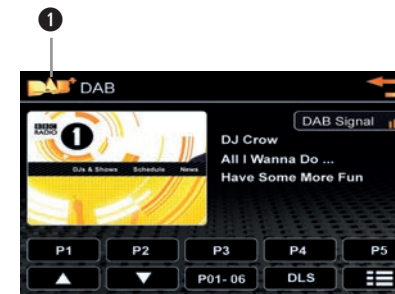 1
DAB+ DAB
BBC RADIO 1
DJs & Shows Schedule News
DAB Signal
DJ Crow
All I Wanna Do ...
Have Some More Fun
P1 P2 P3 P4 P5
P01-06 DLS